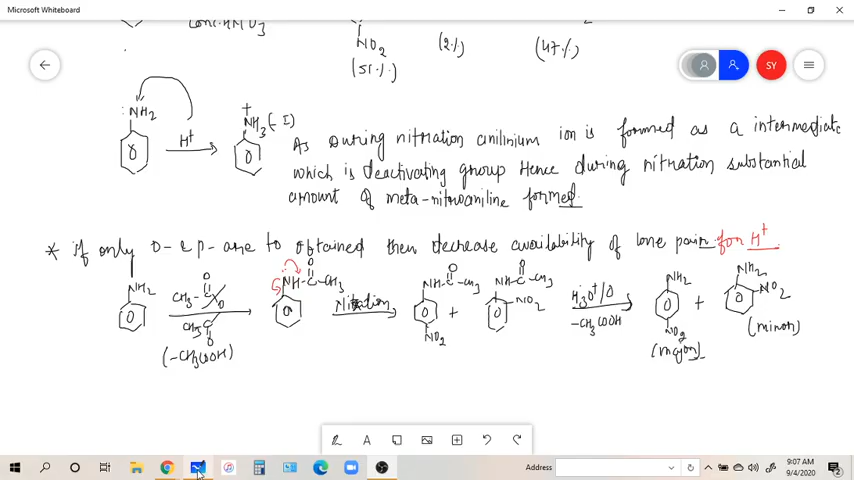 Microsoft Whiteboard
conc. HNO3
NO2
(51.%)
(2%)
(47.%)
SY
:NH2
H+
+
NH3(-I)
As During nitration anilinium ion is formed as a intermediate
which is deactivating group Hence during nitration substantial
amount of meta-nitroaniline formed
* if only o- & p- are to obtained then decrease availability of lone pair for H+
NH2
CH3-C
O
O
CH3-C
O
(-CH3COOH)
NH-C-CH3
O
Nitration
NH-C-CH3
O
NO2
+
NH-C-CH3
O
NO2
H3O+/Δ
-CH3COOH
NH2
NO2
(major)
+
NH2
NO2
(minor)
Address
9:07 AM
9/4/2020
2